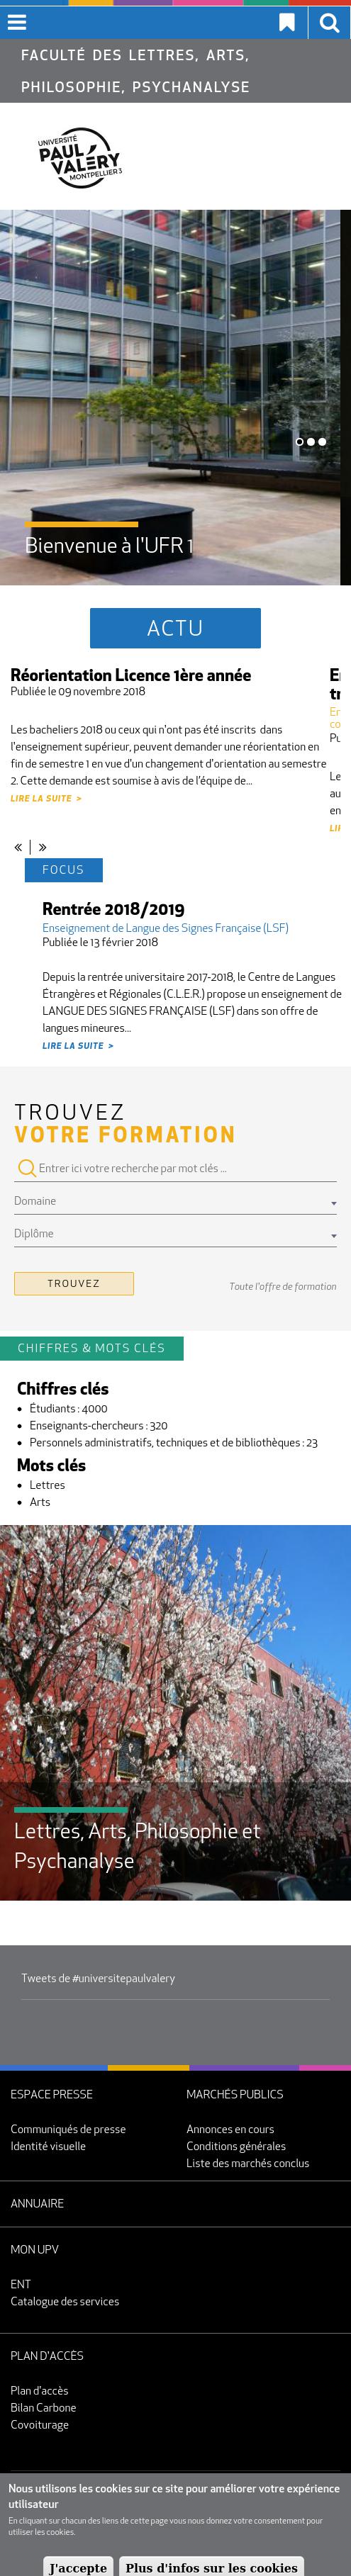 FACULTÉ DES LETTRES, ARTS,
PHILOSOPHIE, PSYCHANALYSE
UNIVERSITÉ
PAUL
VALÉRY
MONTPELLIER 3
Bienvenue à l'UFR 1
ACTU
Réorientation Licence 1ère année
Publiée le 09 novembre 2018
Les bacheliers 2018 ou ceux qui n'ont pas été inscrits dans
l'enseignement supérieur, peuvent demander une réorientation en
fin de semestre 1 en vue d'un changement d'orientation au semestre
2. Cette demande est soumise à avis de l'équipe de...
LIRE LA SUITE >
« | »
FOCUS
Rentrée 2018/2019
Enseignement de Langue des Signes Française (LSF)
Publiée le 13 février 2018
Depuis la rentrée universitaire 2017-2018, le Centre de Langues
Étrangères et Régionales (C.L.E.R.) propose un enseignement de
LANGUE DES SIGNES FRANÇAISE (LSF) dans son offre de
langues mineures...
LIRE LA SUITE >
TROUVEZ
VOTRE FORMATION
Entrer ici votre recherche par mot clés ...
Domaine
Diplôme
TROUVEZ
Toute l'offre de formation
CHIFFRES & MOTS CLÉS
Chiffres clés
• Étudiants : 4000
• Enseignants-chercheurs : 320
• Personnels administratifs, techniques et de bibliothèques : 23
Mots clés
• Lettres
• Arts
Lettres, Arts, Philosophie et
Psychanalyse
Tweets de #universitepaulvalery
ESPACE PRESSE
Communiqués de presse
Identité visuelle
MARCHÉS PUBLICS
Annonces en cours
Conditions générales
Liste des marchés conclus
ANNUAIRE
MON UPV
ENT
Catalogue des services
PLAN D'ACCÈS
Plan d'accès
Bilan Carbone
Covoiturage
Nous utilisons les cookies sur ce site pour améliorer votre expérience
utilisateur
En cliquant sur chacun des liens de cette page vous nous donnez votre consentement pour
utiliser les cookies.
J'accepte
Plus d'infos sur les cookies